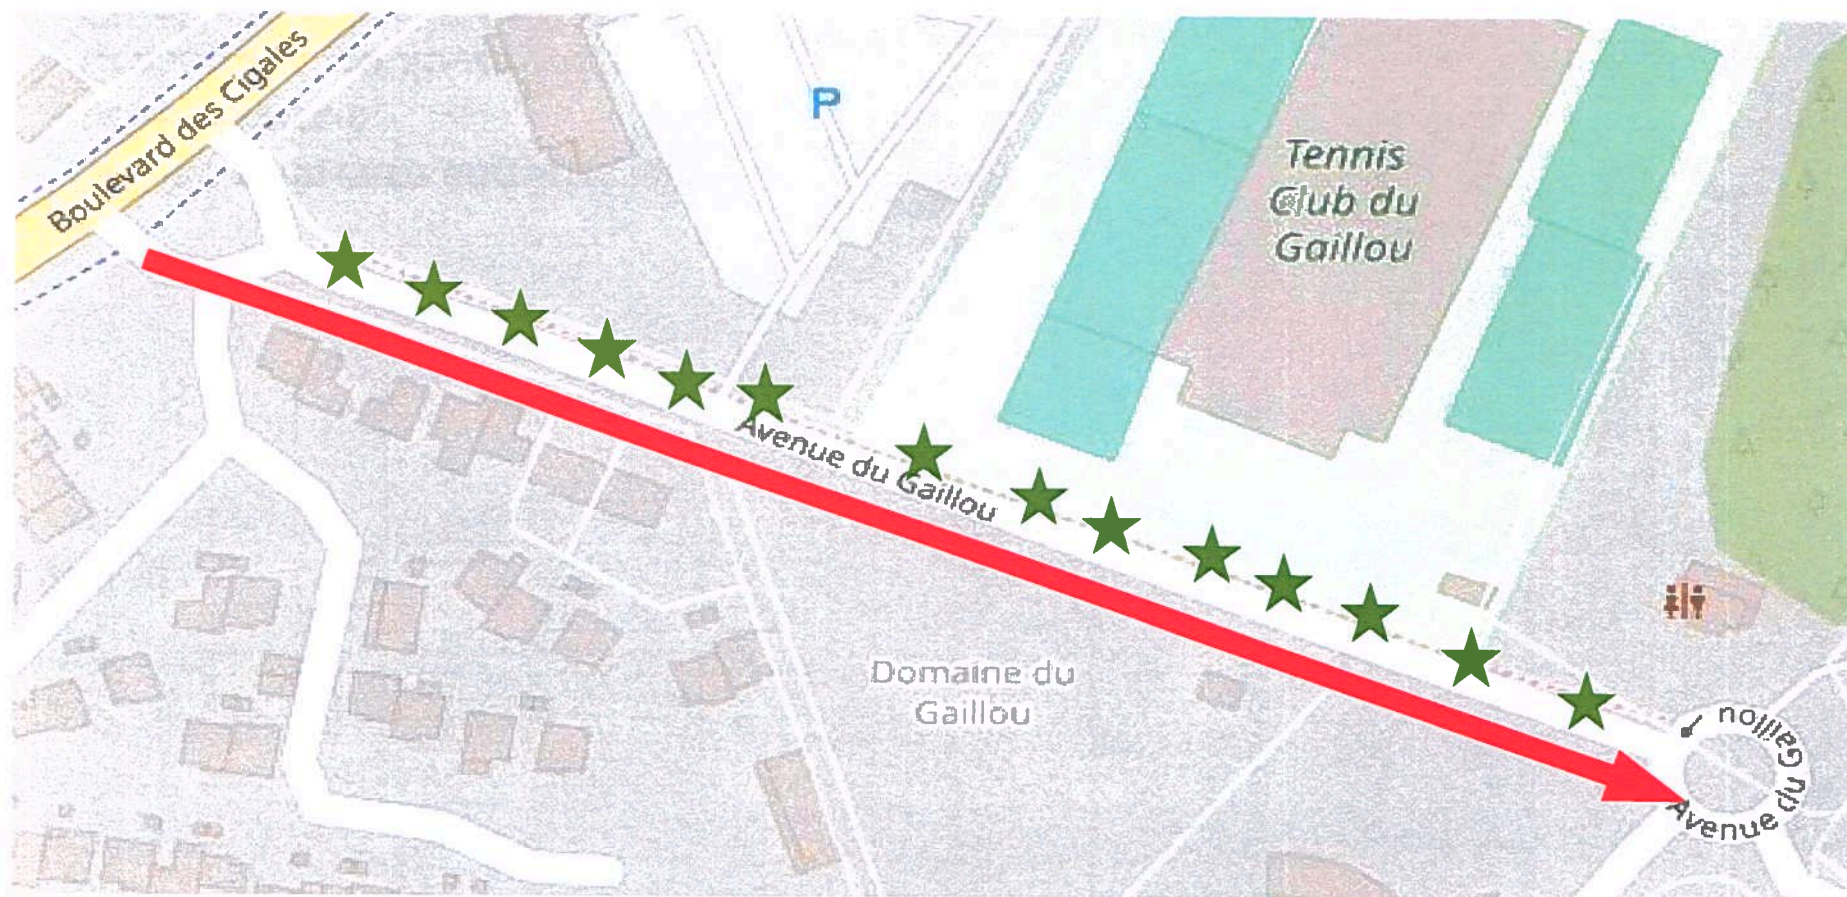 Boulevard des Cigales
P
Tennis
Club du
Gaillou
Avenue du Gaillou
Domaine du
Gaillou
Avenue du Gaillou